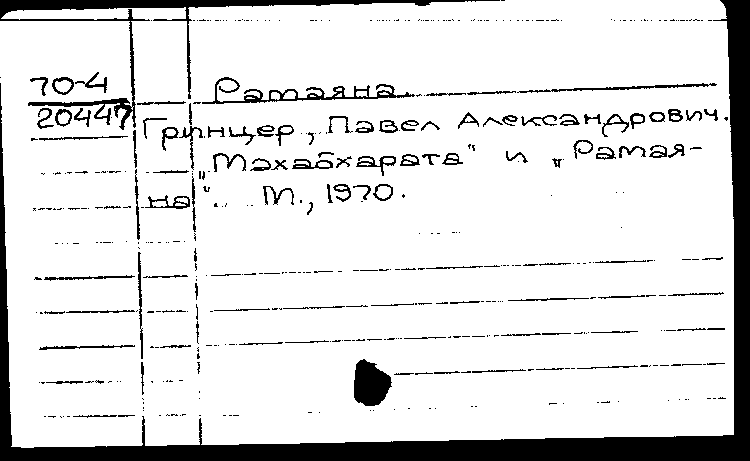 70-4 Рамаяна.
20447 Гринцер, Павел Александрович.
„Махабхарата" и „Рамая-
на". М., 1970.